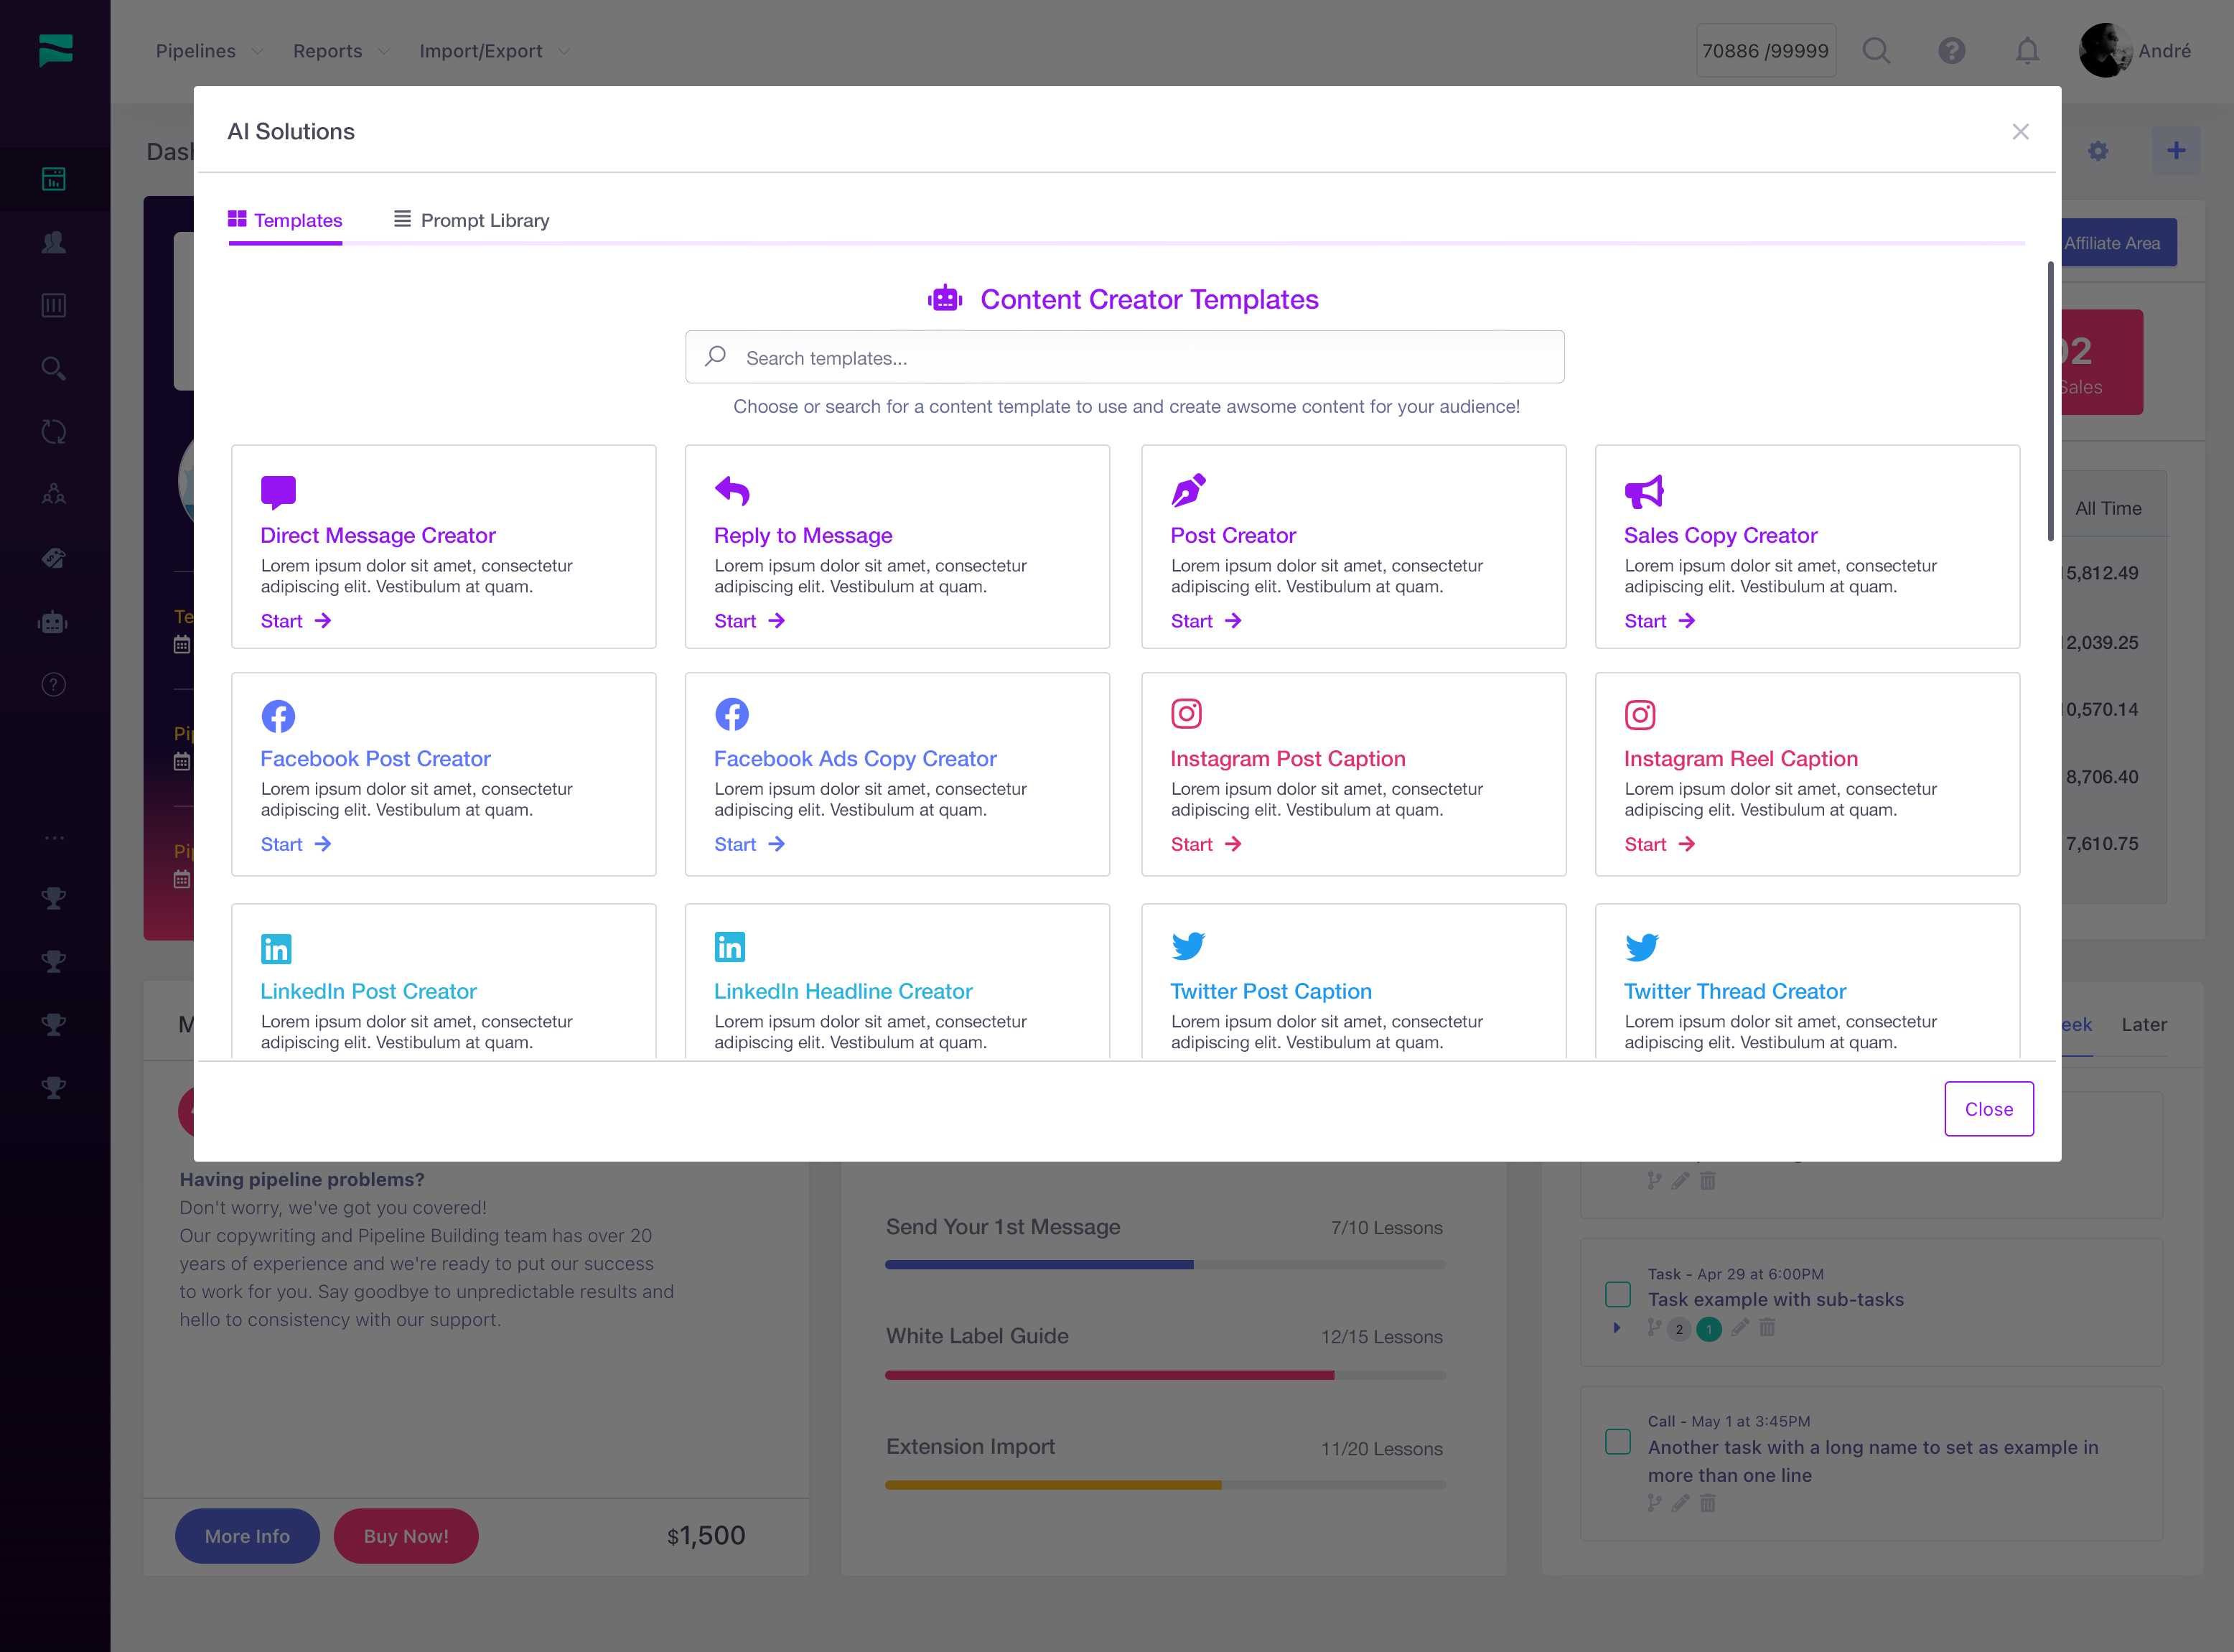 Pipelines
Reports
Import/Export
70886 /99999
André
AI Solutions
Templates
Prompt Library
Affiliate Area
Content Creator Templates
Search templates...
Choose or search for a content template to use and create awsome content for your audience!
Sales
Direct Message Creator
Lorem ipsum dolor sit amet, consectetur
adipiscing elit. Vestibulum at quam.
Start
Reply to Message
Lorem ipsum dolor sit amet, consectetur
adipiscing elit. Vestibulum at quam.
Start
Post Creator
Lorem ipsum dolor sit amet, consectetur
adipiscing elit. Vestibulum at quam.
Start
Sales Copy Creator
Lorem ipsum dolor sit amet, consectetur
adipiscing elit. Vestibulum at quam.
Start
All Time
5,812.49
2,039.25
0,570.14
8,706.40
7,610.75
Facebook Post Creator
Lorem ipsum dolor sit amet, consectetur
adipiscing elit. Vestibulum at quam.
Start
Facebook Ads Copy Creator
Lorem ipsum dolor sit amet, consectetur
adipiscing elit. Vestibulum at quam.
Start
Instagram Post Caption
Lorem ipsum dolor sit amet, consectetur
adipiscing elit. Vestibulum at quam.
Start
Instagram Reel Caption
Lorem ipsum dolor sit amet, consectetur
adipiscing elit. Vestibulum at quam.
Start
LinkedIn Post Creator
Lorem ipsum dolor sit amet, consectetur
adipiscing elit. Vestibulum at quam.
LinkedIn Headline Creator
Lorem ipsum dolor sit amet, consectetur
adipiscing elit. Vestibulum at quam.
Twitter Post Caption
Lorem ipsum dolor sit amet, consectetur
adipiscing elit. Vestibulum at quam.
Twitter Thread Creator
Lorem ipsum dolor sit amet, consectetur
adipiscing elit. Vestibulum at quam.
Later
Close
Having pipeline problems?
Don't worry, we've got you covered!
Our copywriting and Pipeline Building team has over 20
years of experience and we're ready to put our success
to work for you. Say goodbye to unpredictable results and
hello to consistency with our support.
More Info
Buy Now!
$1,500
Send Your 1st Message
7/10 Lessons
White Label Guide
12/15 Lessons
Extension Import
11/20 Lessons
Task - Apr 29 at 6:00PM
Task example with sub-tasks
2
1
Call - May 1 at 3:45PM
Another task with a long name to set as example in
more than one line